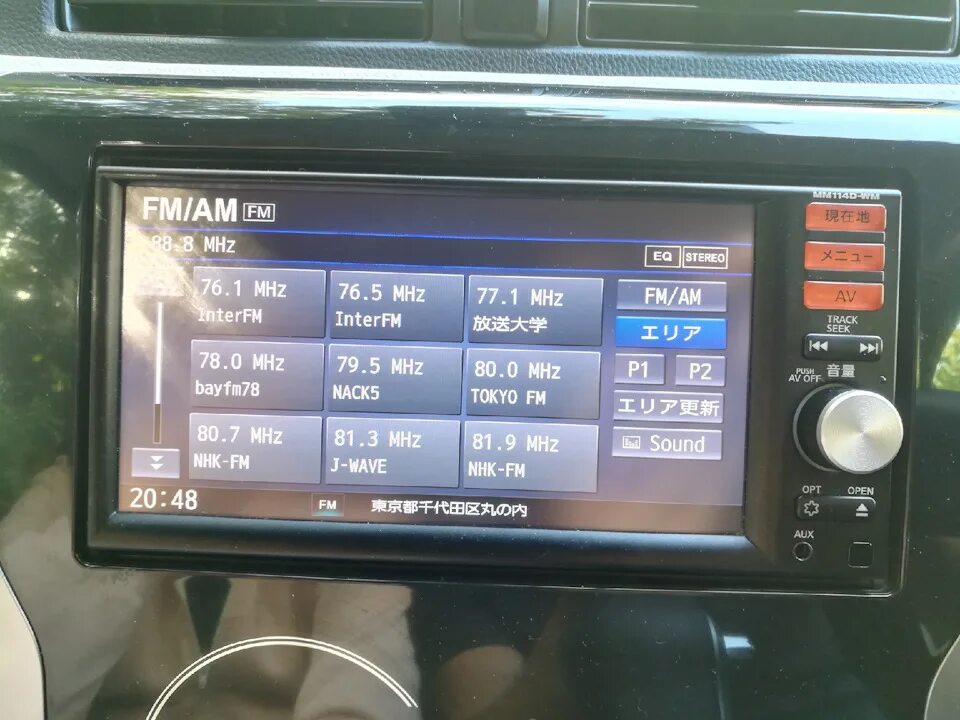 MM114D-WM
FM/AM FM
88.8 MHz
EQ STEREO
76.1 MHz
InterFM
76.5 MHz
InterFM
77.1 MHz
放送大学
78.0 MHz
bayfm78
79.5 MHz
NACK5
80.0 MHz
TOKYO FM
80.7 MHz
NHK-FM
81.3 MHz
J-WAVE
81.9 MHz
NHK-FM
FM/AM
エリア
P1 P2
エリア更新
Sound
20:48
FM
東京都千代田区丸の内
現在地
メニュー
AV
TRACK
SEEK
PUSH
AV OFF
音量
OPT OPEN
AUX